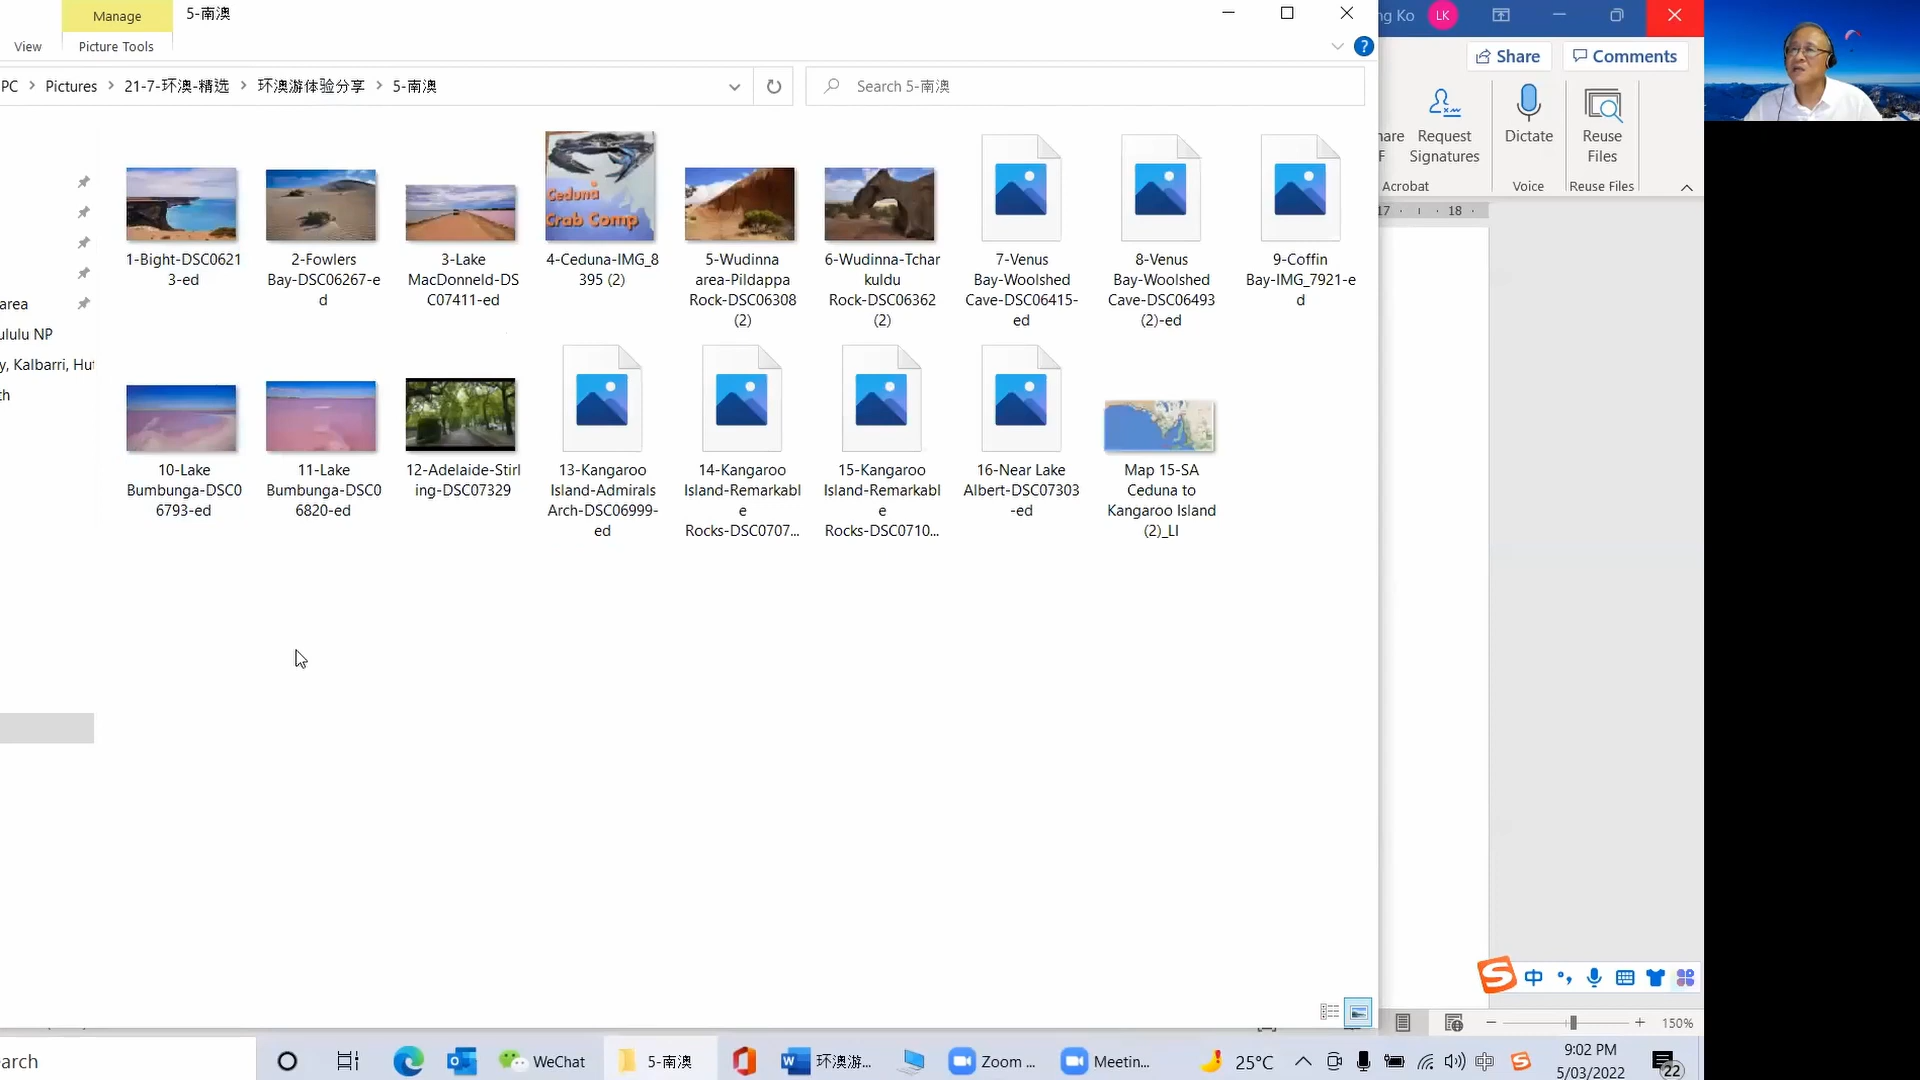 Manage
5-南澳
ng Ko
LK
View
Picture Tools
Share
Comments
PC
Pictures
21-7-环澳-精选
环澳游体验分享
5-南澳
Search 5-南澳
hare
F
Request
Signatures
Dictate
Reuse
Files
Acrobat
Voice
Reuse Files
17
18
Ceduna
Crab Comp
1-Bight-DSC0621
3-ed
2-Fowlers
Bay-DSC06267-e
d
3-Lake
MacDonneld-DS
C07411-ed
4-Ceduna-IMG_8
395 (2)
5-Wudinna
area-Pildappa
Rock-DSC06308
(2)
6-Wudinna-Tchar
kuldu
Rock-DSC06362
(2)
7-Venus
Bay-Woolshed
Cave-DSC06415-
ed
8-Venus
Bay-Woolshed
Cave-DSC06493
(2)-ed
9-Coffin
Bay-IMG_7921-e
d
area
ululu NP
y, Kalbarri, Hut
th
10-Lake
Bumbunga-DSC0
6793-ed
11-Lake
Bumbunga-DSC0
6820-ed
12-Adelaide-Stirl
ing-DSC07329
13-Kangaroo
Island-Admirals
Arch-DSC06999-
ed
14-Kangaroo
Island-Remarkabl
e
Rocks-DSC0707...
15-Kangaroo
Island-Remarkabl
e
Rocks-DSC0710...
16-Near Lake
Albert-DSC07303
-ed
Map 15-SA
Ceduna to
Kangaroo Island
(2)_LI
中
150%
earch
WeChat
5-南澳
环澳游...
Zoom ...
Meetin...
25°C
9:02 PM
5/03/2022
22